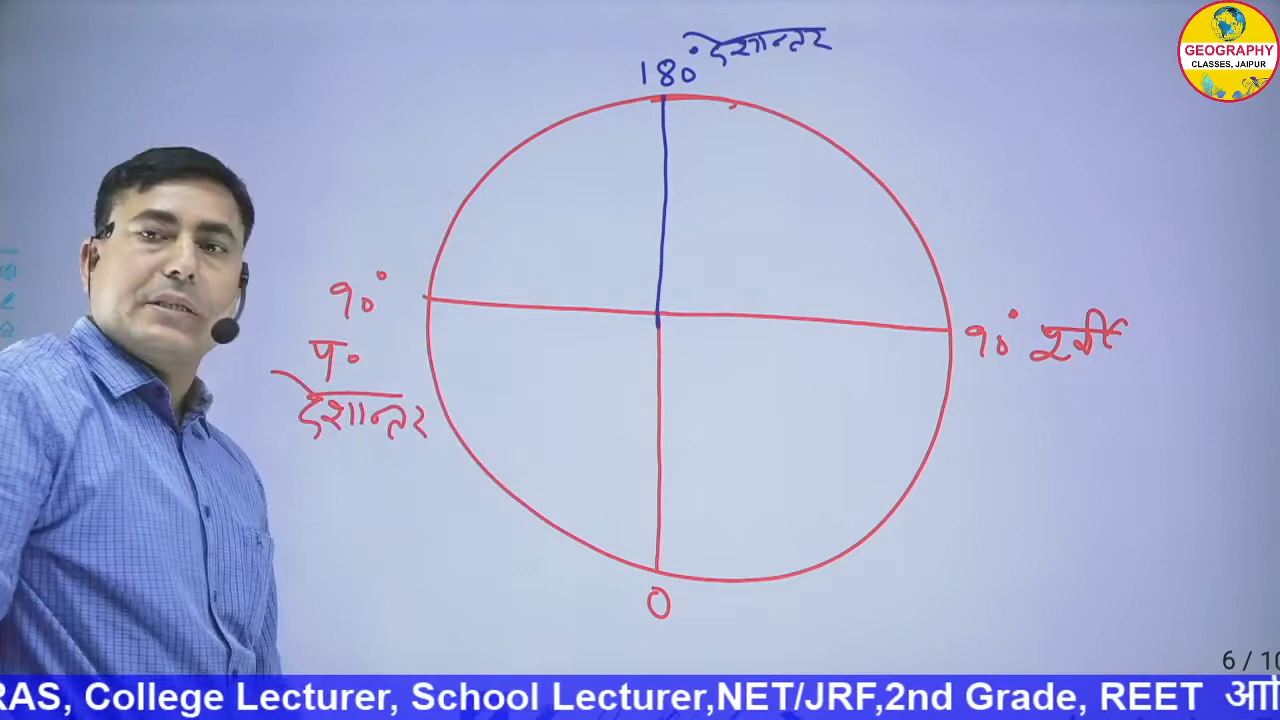 180° देशान्तर
GEOGRAPHY
CLASSES, JAIPUR
90°
प०
देशान्तर
90° पूर्वी
0
6 / 10
RAS, College Lecturer, School Lecturer,NET/JRF,2nd Grade, REET आदि